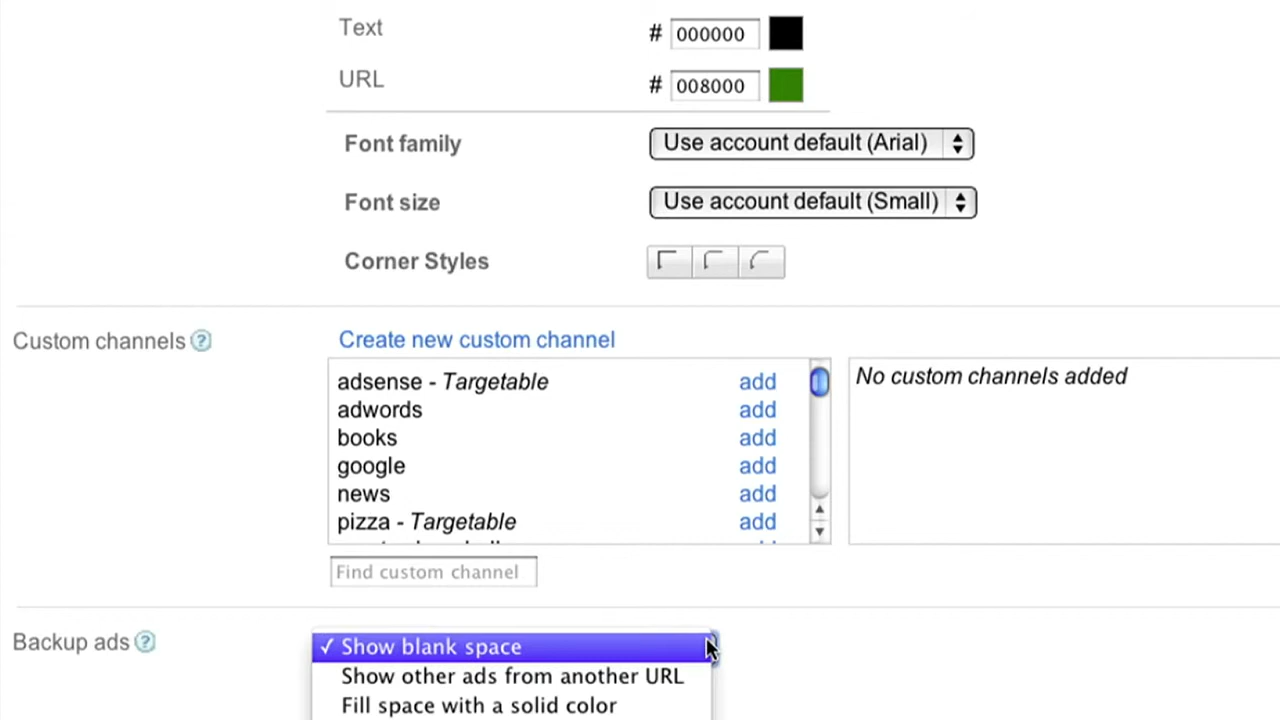 Text # 000000
URL # 008000
Font family Use account default (Arial)
Font size Use account default (Small)
Corner Styles
Custom channels ? Create new custom channel
adsense - Targetable add No custom channels added
adwords add
books add
google add
news add
pizza - Targetable add
Find custom channel
Backup ads ? ✓ Show blank space
Show other ads from another URL
Fill space with a solid color